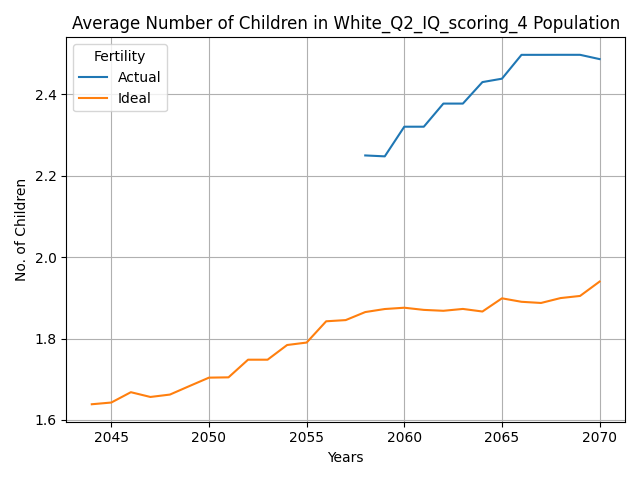 Average Number of Children in White_Q2_IQ_scoring_4 Population
Fertility
Actual
Ideal
No. of Children
2.4
2.2
2.0
1.8
1.6
2045 2050 2055 2060 2065 2070
Years